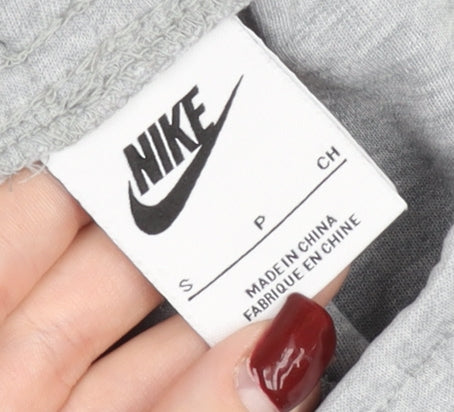 NIKE
S P CH
MADE IN CHINA
FABRIQUE EN CHINE